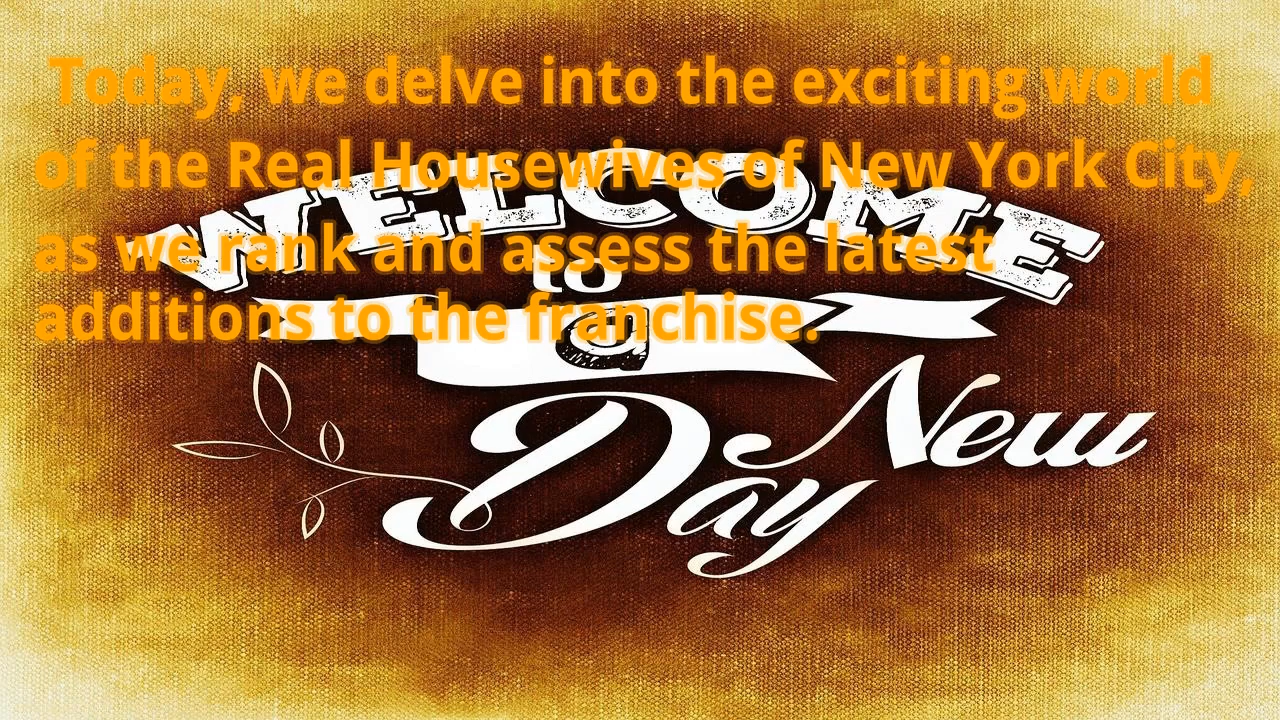 Today, we delve into the exciting world
of the Real Housewives of New York City,
as we rank and assess the latest
additions to the franchise.
WELCOME
to
a
New
Day